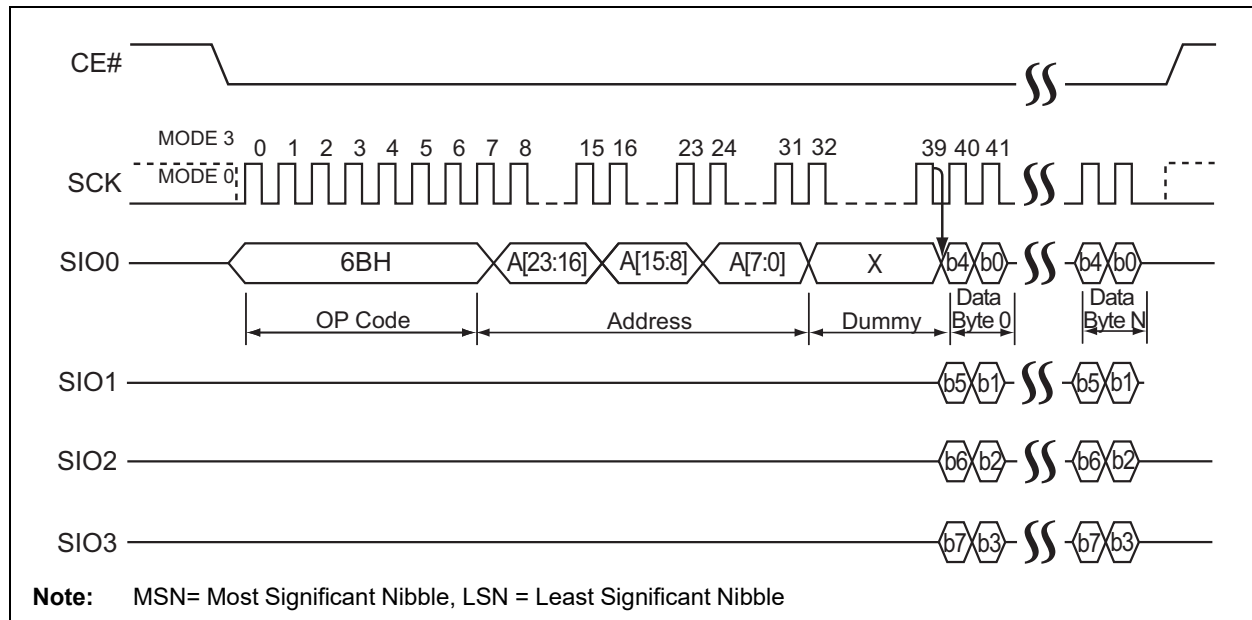 CE#
MODE 3
0 1 2 3 4 5 6 7 8 15 16 23 24 31 32 39 40 41
SCK MODE 0
SIO0 6BH A[23:16] A[15:8] A[7:0] X b4 b0 b4 b0
OP Code Address Dummy Data Byte 0 Data Byte N
SIO1 b5 b1 b5 b1
SIO2 b6 b2 b6 b2
SIO3 b7 b3 b7 b3
Note: MSN= Most Significant Nibble, LSN = Least Significant Nibble